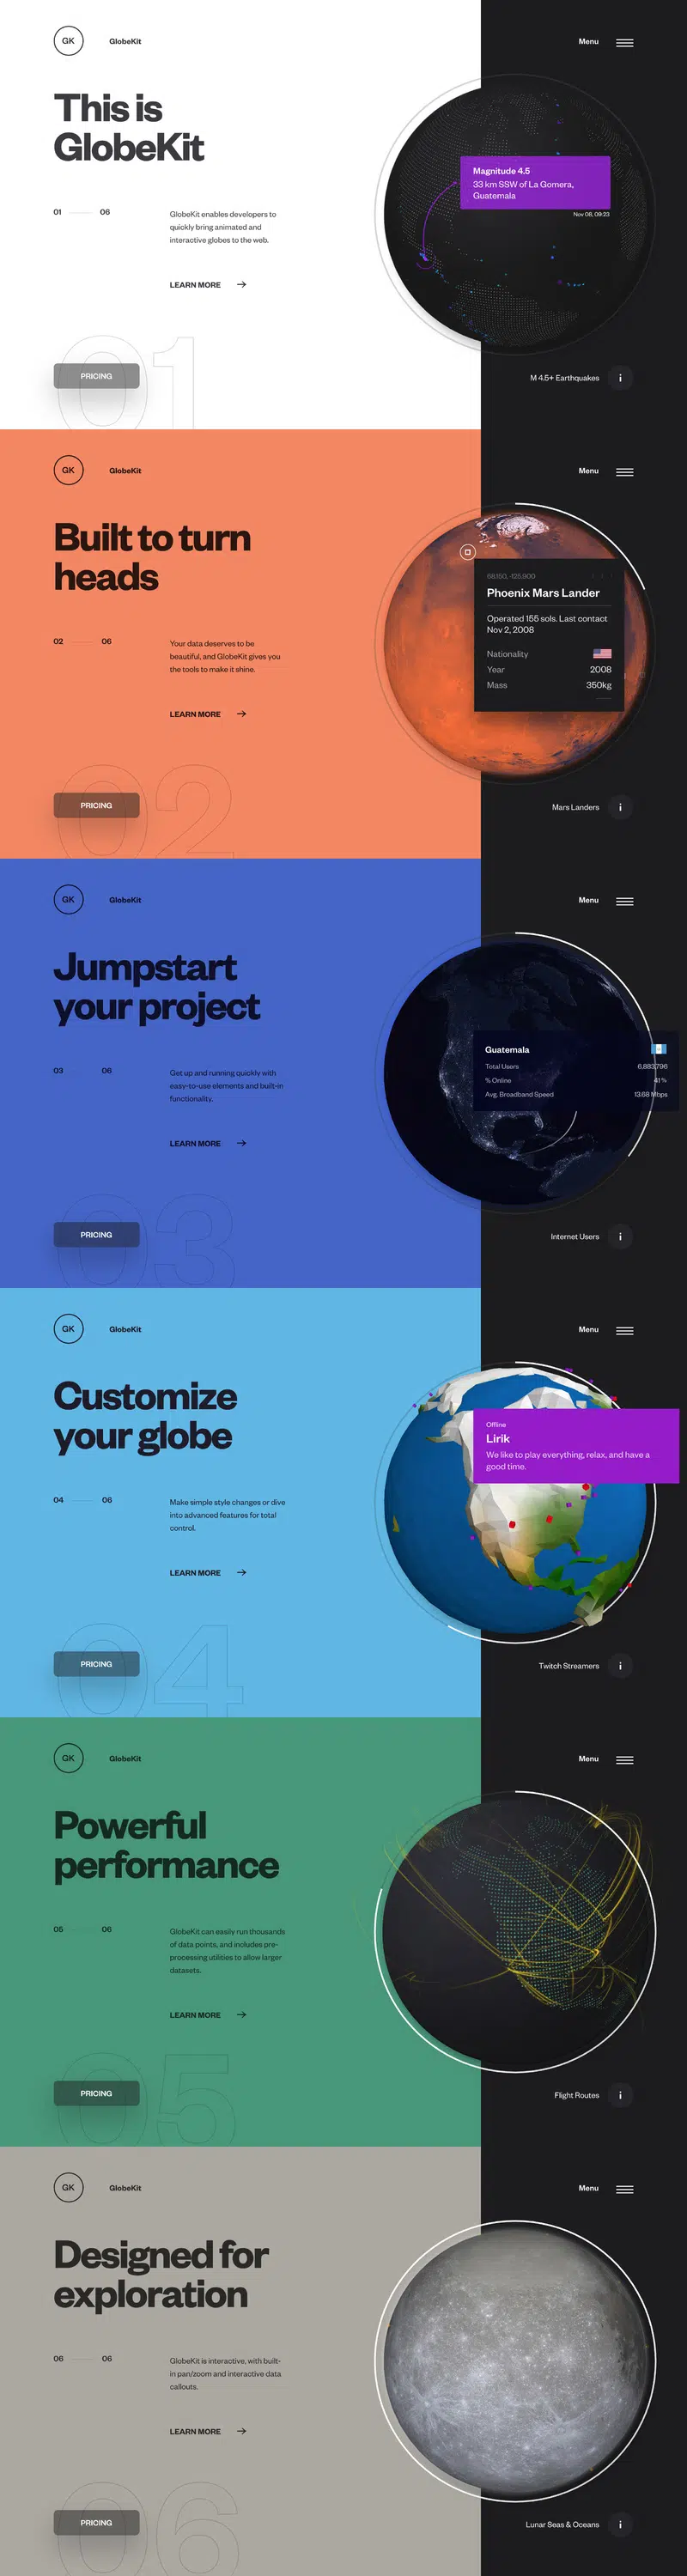 GK
GlobeKit
Menu
This is
GlobeKit
Magnitude 4.5
33 km SSW of La Gomera,
Guatemala
Nov 08, 09:23
01
06
GlobeKit enables developers to
quickly bring animated and
interactive globes to the web.
LEARN MORE
01
PRICING
M 4.5+ Earthquakes
i
GK
GlobeKit
Menu
Built to turn
heads
68.150, -125.900
Phoenix Mars Lander
Operated 155 sols. Last contact
Nov 2, 2008
Nationality
Year
2008
Mass
350kg
02
06
Your data deserves to be
beautiful, and GlobeKit gives you
the tools to make it shine.
LEARN MORE
02
PRICING
Mars Landers
i
GK
GlobeKit
Menu
Jumpstart
your project
Guatemala
Total Users
6,883,796
% Online
41 %
Avg. Broadband Speed
13.68 Mbps
03
06
Get up and running quickly with
easy-to-use elements and built-in
functionality.
LEARN MORE
03
PRICING
Internet Users
i
GK
GlobeKit
Menu
Customize
your globe
Offline
Lirik
We like to play everything, relax, and have a
good time.
04
06
Make simple style changes or dive
into advanced features for total
control.
LEARN MORE
04
PRICING
Twitch Streamers
i
GK
GlobeKit
Menu
Powerful
performance
05
06
GlobeKit can easily run thousands
of data points, and includes pre-
processing utilities to allow larger
datasets.
LEARN MORE
05
PRICING
Flight Routes
i
GK
GlobeKit
Menu
Designed for
exploration
06
06
GlobeKit is interactive, with built-
in pan/zoom and interactive data
callouts.
LEARN MORE
06
PRICING
Lunar Seas & Oceans
i